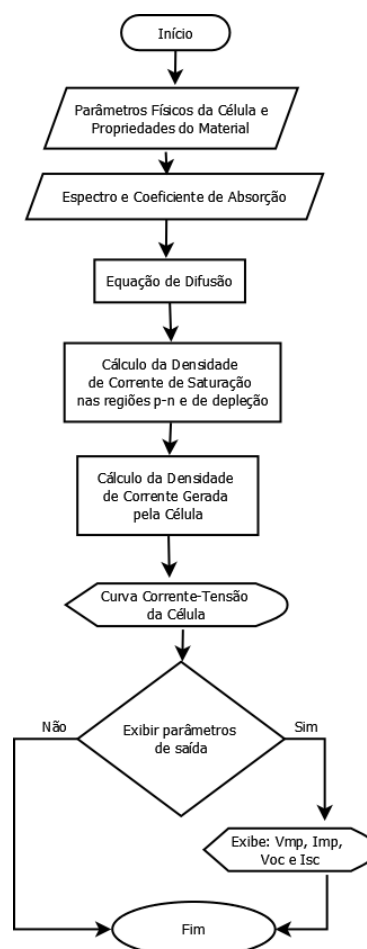 Início
Parâmetros Físicos da Célula e
Propriedades do Material
Espectro e Coeficiente de Absorção
Equação de Difusão
Cálculo da Densidade
de Corrente de Saturação
nas regiões p-n e de depleção
Cálculo da Densidade
de Corrente Gerada
pela Célula
Curva Corrente-Tensão
da Célula
Não
Exibir parâmetros
de saída
Sim
Exibe: Vmp, Imp,
Voc e Isc
Fim